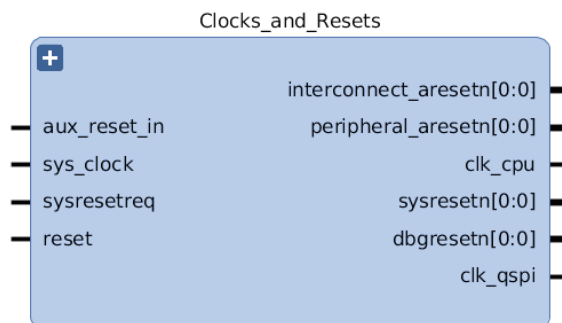 Clocks_and_Resets
interconnect_aresetn[0:0]
aux_reset_in peripheral_aresetn[0:0]
sys_clock clk_cpu
sysresetreq sysresetn[0:0]
reset dbgresetn[0:0]
clk_qspi